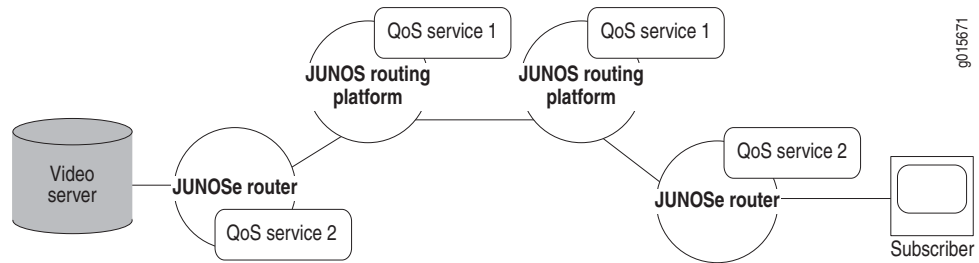 QoS service 1
JUNOS routing
platform
QoS service 1
JUNOS routing
platform
g015671
Video
server
JUNOSe router
QoS service 2
QoS service 2
JUNOSe router
Subscriber